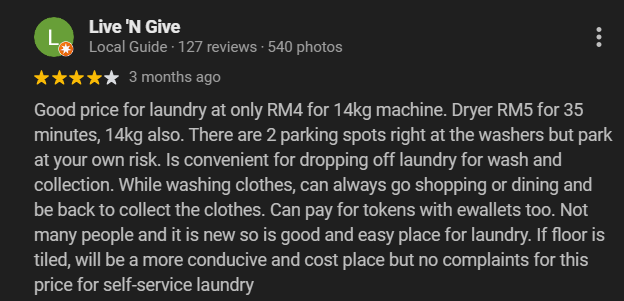 L
Live 'N Give
Local Guide · 127 reviews · 540 photos
3 months ago
Good price for laundry at only RM4 for 14kg machine. Dryer RM5 for 35
minutes, 14kg also. There are 2 parking spots right at the washers but park
at your own risk. Is convenient for dropping off laundry for wash and
collection. While washing clothes, can always go shopping or dining and
be back to collect the clothes. Can pay for tokens with ewallets too. Not
many people and it is new so is good and easy place for laundry. If floor is
tiled, will be a more conducive and cost place but no complaints for this
price for self-service laundry